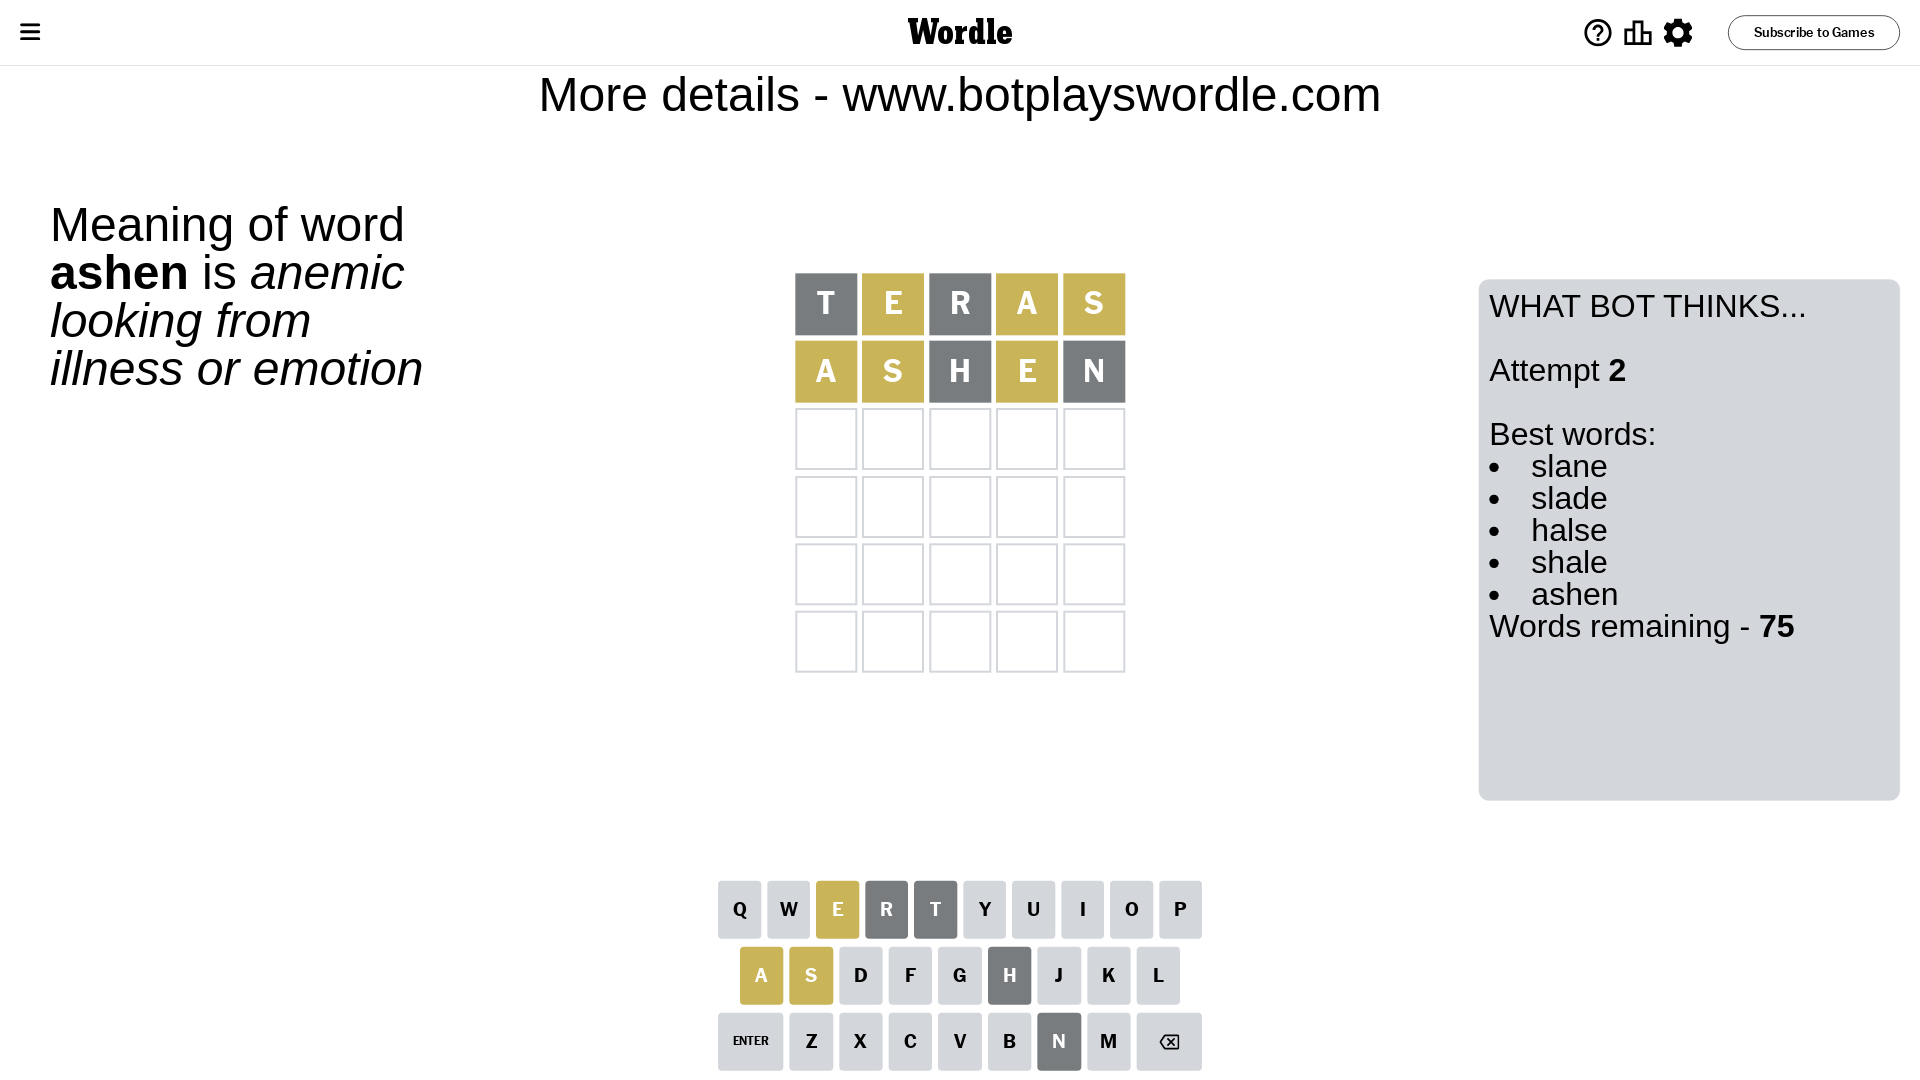 Wordle
Subscribe to Games
More details - www.botplayswordle.com
Meaning of word
ashen is anemic
looking from
illness or emotion
T E R A S
A S H E N
WHAT BOT THINKS...
Attempt 2
Best words:
• slane
• slade
• halse
• shale
• ashen
Words remaining - 75
Q W E R T Y U I O P
A S D F G H J K L
ENTER Z X C V B N M